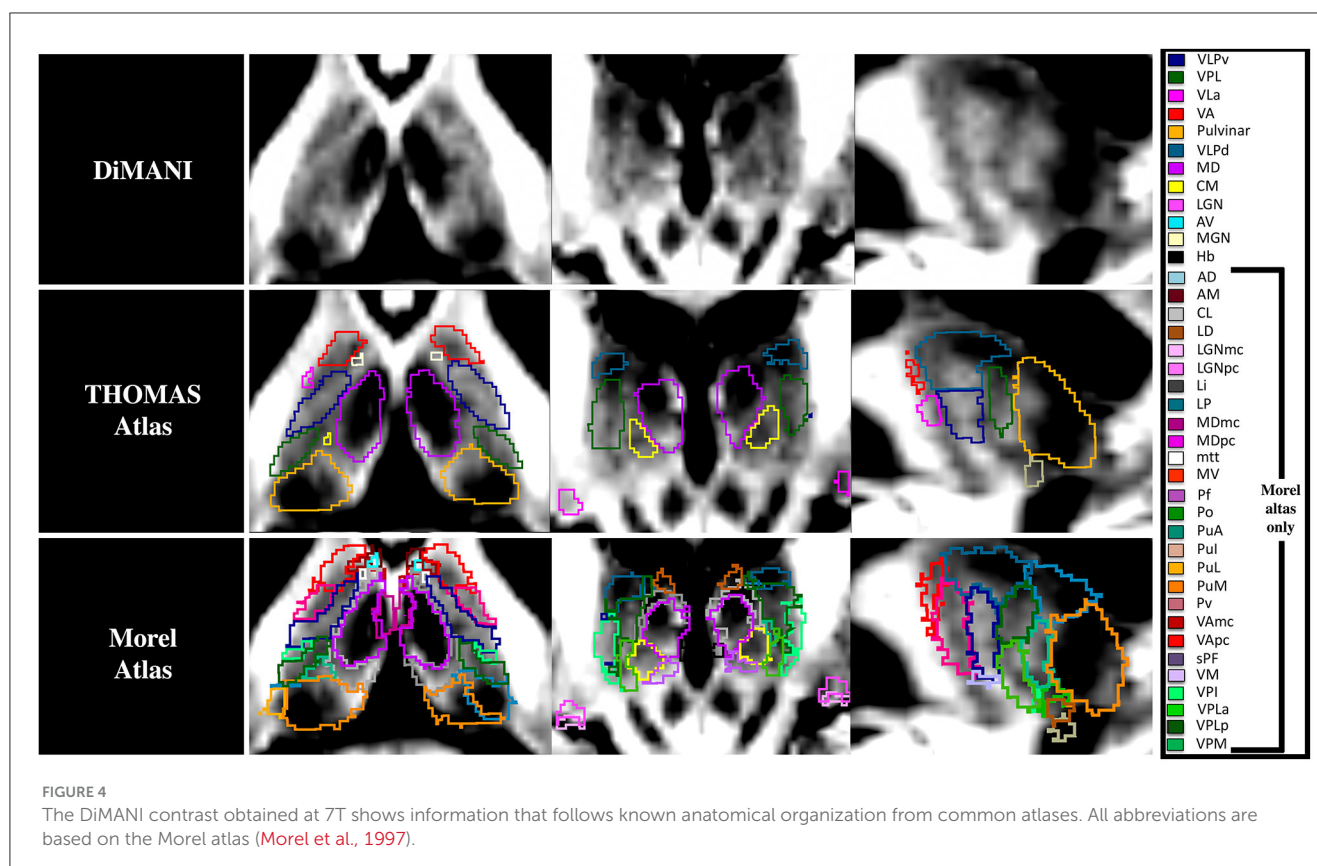 DiMANI
THOMAS
Atlas
Morel
Atlas
VLPv
VPL
VLa
VA
Pulvinar
VLPd
MD
CM
LGN
AV
MGN
Hb
AD
AM
CL
LD
LGNmc
LGNpc
Li
LP
MDmc
MDpc
mtt
MV
Pf
Po
PuA
PuI
PuL
PuM
Pv
VAmc
VApc
sPF
VM
VPI
VPLa
VPLp
VPM
Morel
altas
only
FIGURE 4
The DiMANI contrast obtained at 7T shows information that follows known anatomical organization from common atlases. All abbreviations are
based on the Morel atlas (Morel et al., 1997).